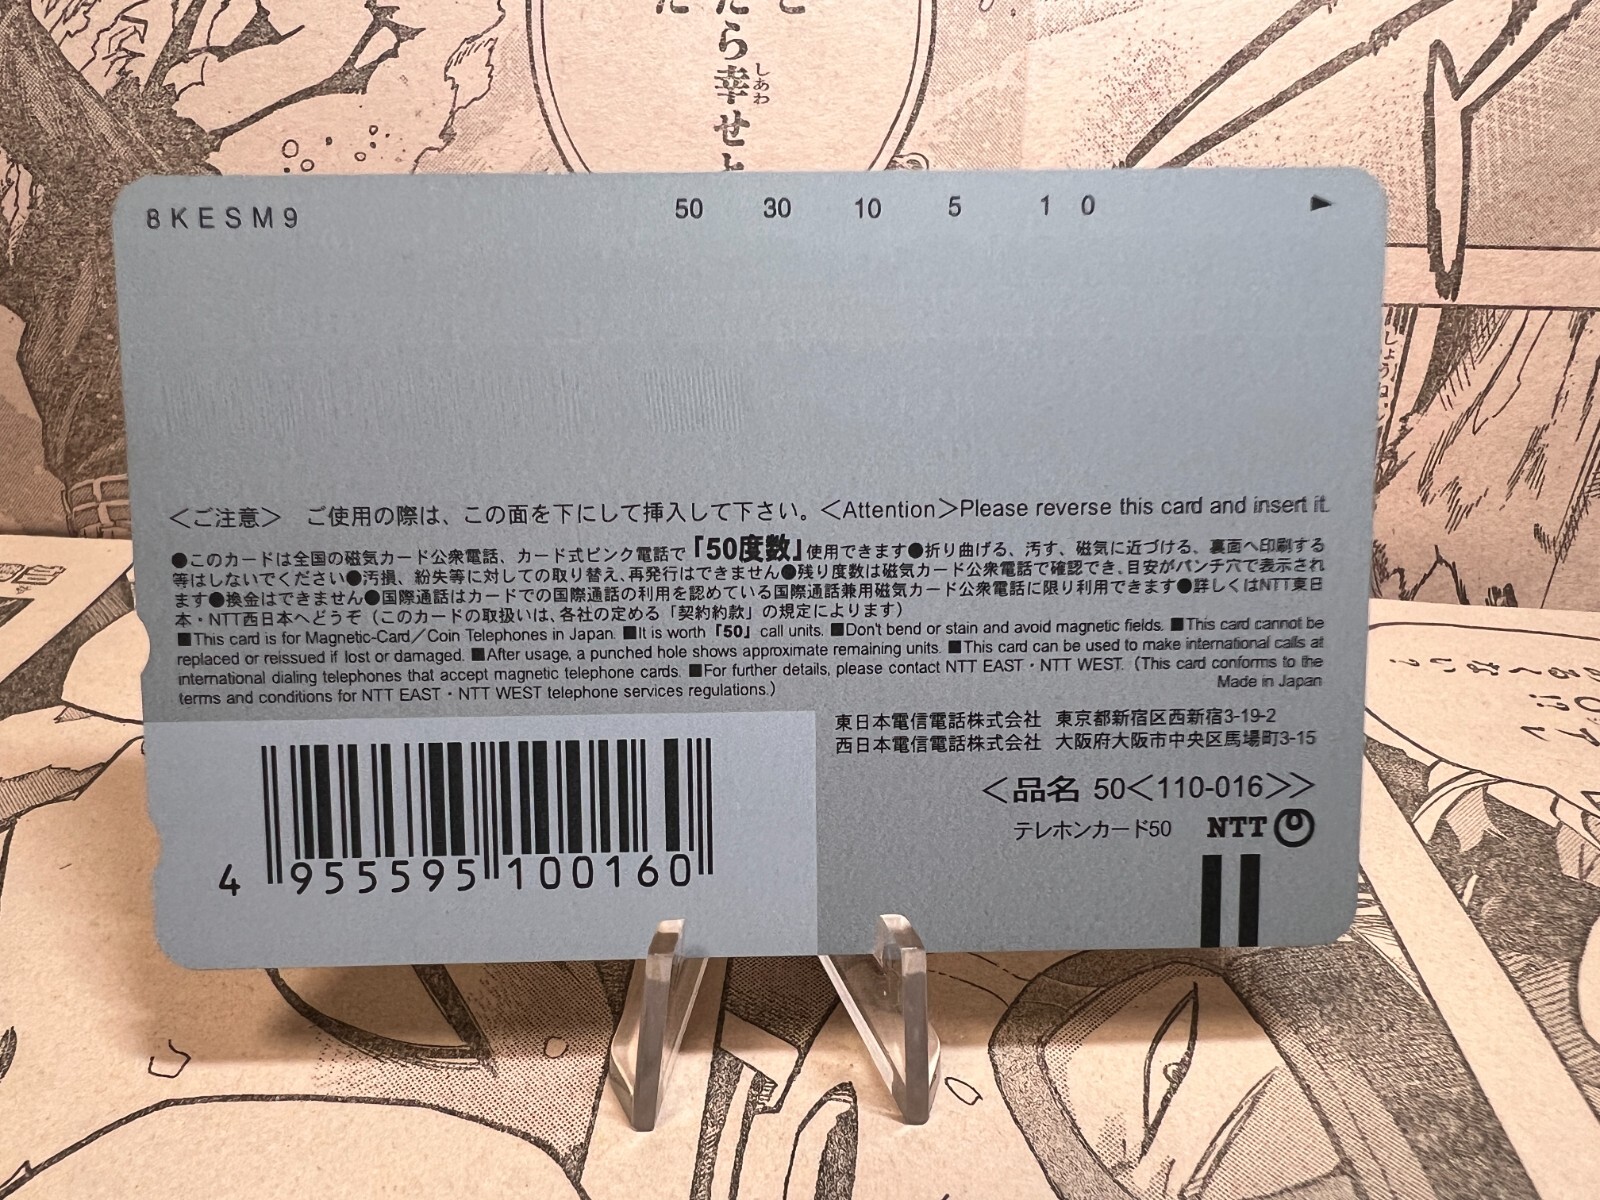 ら幸せと
しあわ
8KESM9
50 30 10 5 1 0
＜ご注意＞ ご使用の際は、この面を下にして挿入して下さい。＜Attention＞Please reverse this card and insert it.
●このカードは全国の磁気カード公衆電話、カード式ピンク電話で「50度数」使用できます●折り曲げる、汚す、磁気に近づける、裏面へ印刷する
等はしないでください●汚損、紛失等に対しての取り替え、再発行はできません●残り度数は磁気カード公衆電話で確認でき、目安がパンチ穴で表示され
ます●換金はできません●国際通話はカードでの国際通話の利用を認めている国際通話兼用磁気カード公衆電話に限り利用できます●詳しくはNTT東日
本・NTT西日本へどうぞ（このカードの取扱いは、各社の定める「契約約款」の規定によります）
■This card is for Magnetic-Card／Coin Telephones in Japan. ■It is worth「50」call units. ■Don't bend or stain and avoid magnetic fields. ■This card cannot be
replaced or reissued if lost or damaged. ■After usage, a punched hole shows approximate remaining units. ■This card can be used to make international calls at
international dialing telephones that accept magnetic telephone cards. ■For further details, please contact NTT EAST・NTT WEST. (This card conforms to the
terms and conditions for NTT EAST・NTT WEST telephone services regulations.)
Made in Japan
東日本電信電話株式会社 東京都新宿区西新宿3-19-2
西日本電信電話株式会社 大阪府大阪市中央区馬場町3-15
＜品名 50＜110-016＞＞
テレホンカード50 NTT
4 955595 100160